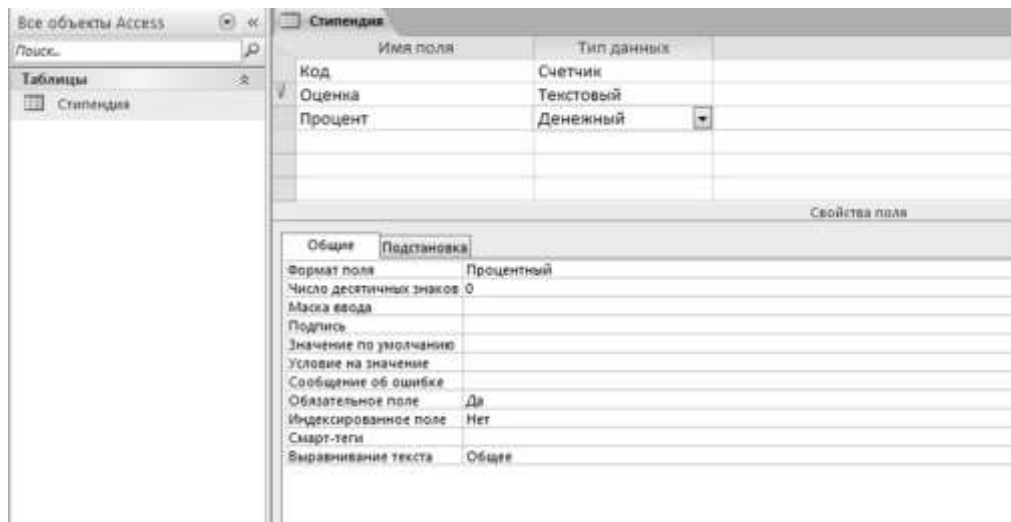 Все объекты Access
Поиск...
Таблицы
Стипендия
Стипендия
Имя поля Тип данных
Код Счетчик
Оценка Текстовый
Процент Денежный
Свойства поля
Общие Подстановка
Формат поля Процентный
Число десятичных знаков 0
Маска ввода
Подпись
Значение по умолчанию
Условие на значение
Сообщение об ошибке
Обязательное поле Да
Индексированное поле Нет
Смарт-теги
Выравнивание текста Общее